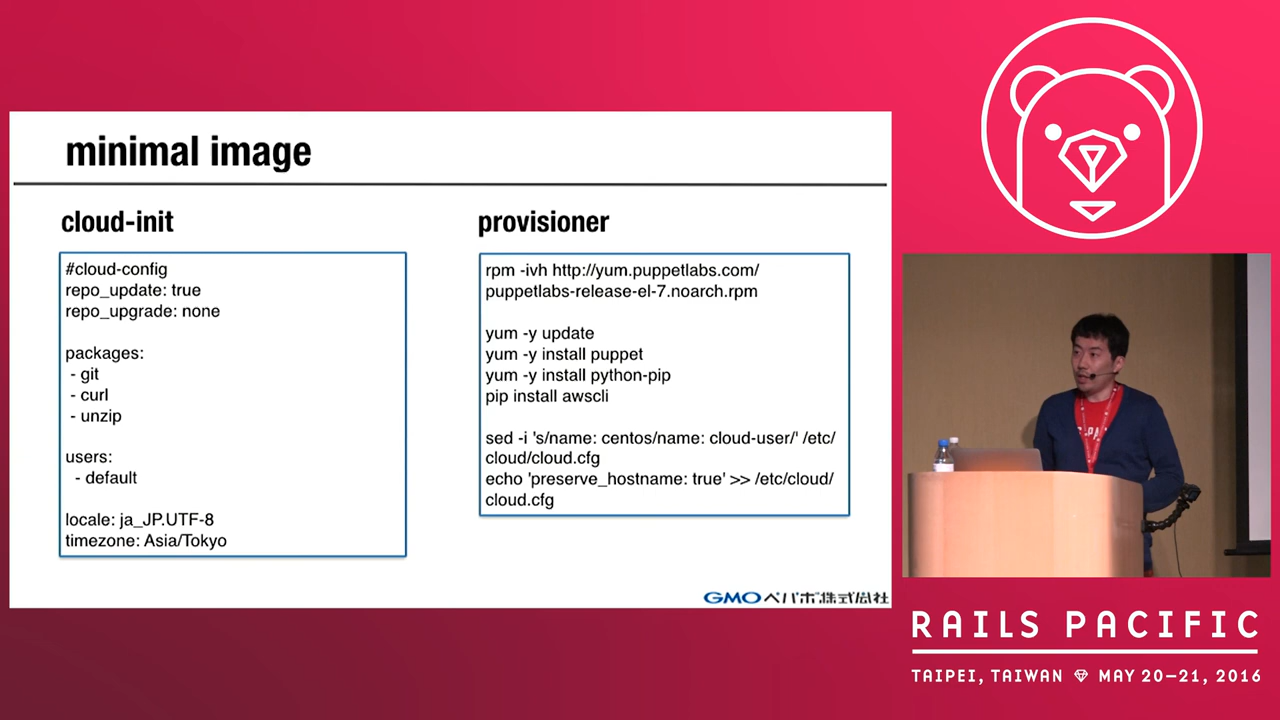 minimal image
cloud-init
#cloud-config
repo_update: true
repo_upgrade: none
packages:
- git
- curl
- unzip
users:
- default
locale: ja_JP.UTF-8
timezone: Asia/Tokyo
provisioner
rpm -ivh http://yum.puppetlabs.com/
puppetlabs-release-el-7.noarch.rpm
yum -y update
yum -y install puppet
yum -y install python-pip
pip install awscli
sed -i 's/name: centos/name: cloud-user/' /etc/
cloud/cloud.cfg
echo 'preserve_hostname: true' >> /etc/cloud/
cloud.cfg
GMOペパボ株式会社
RAILS PACIFIC
TAIPEI, TAIWAN MAY 20-21, 2016